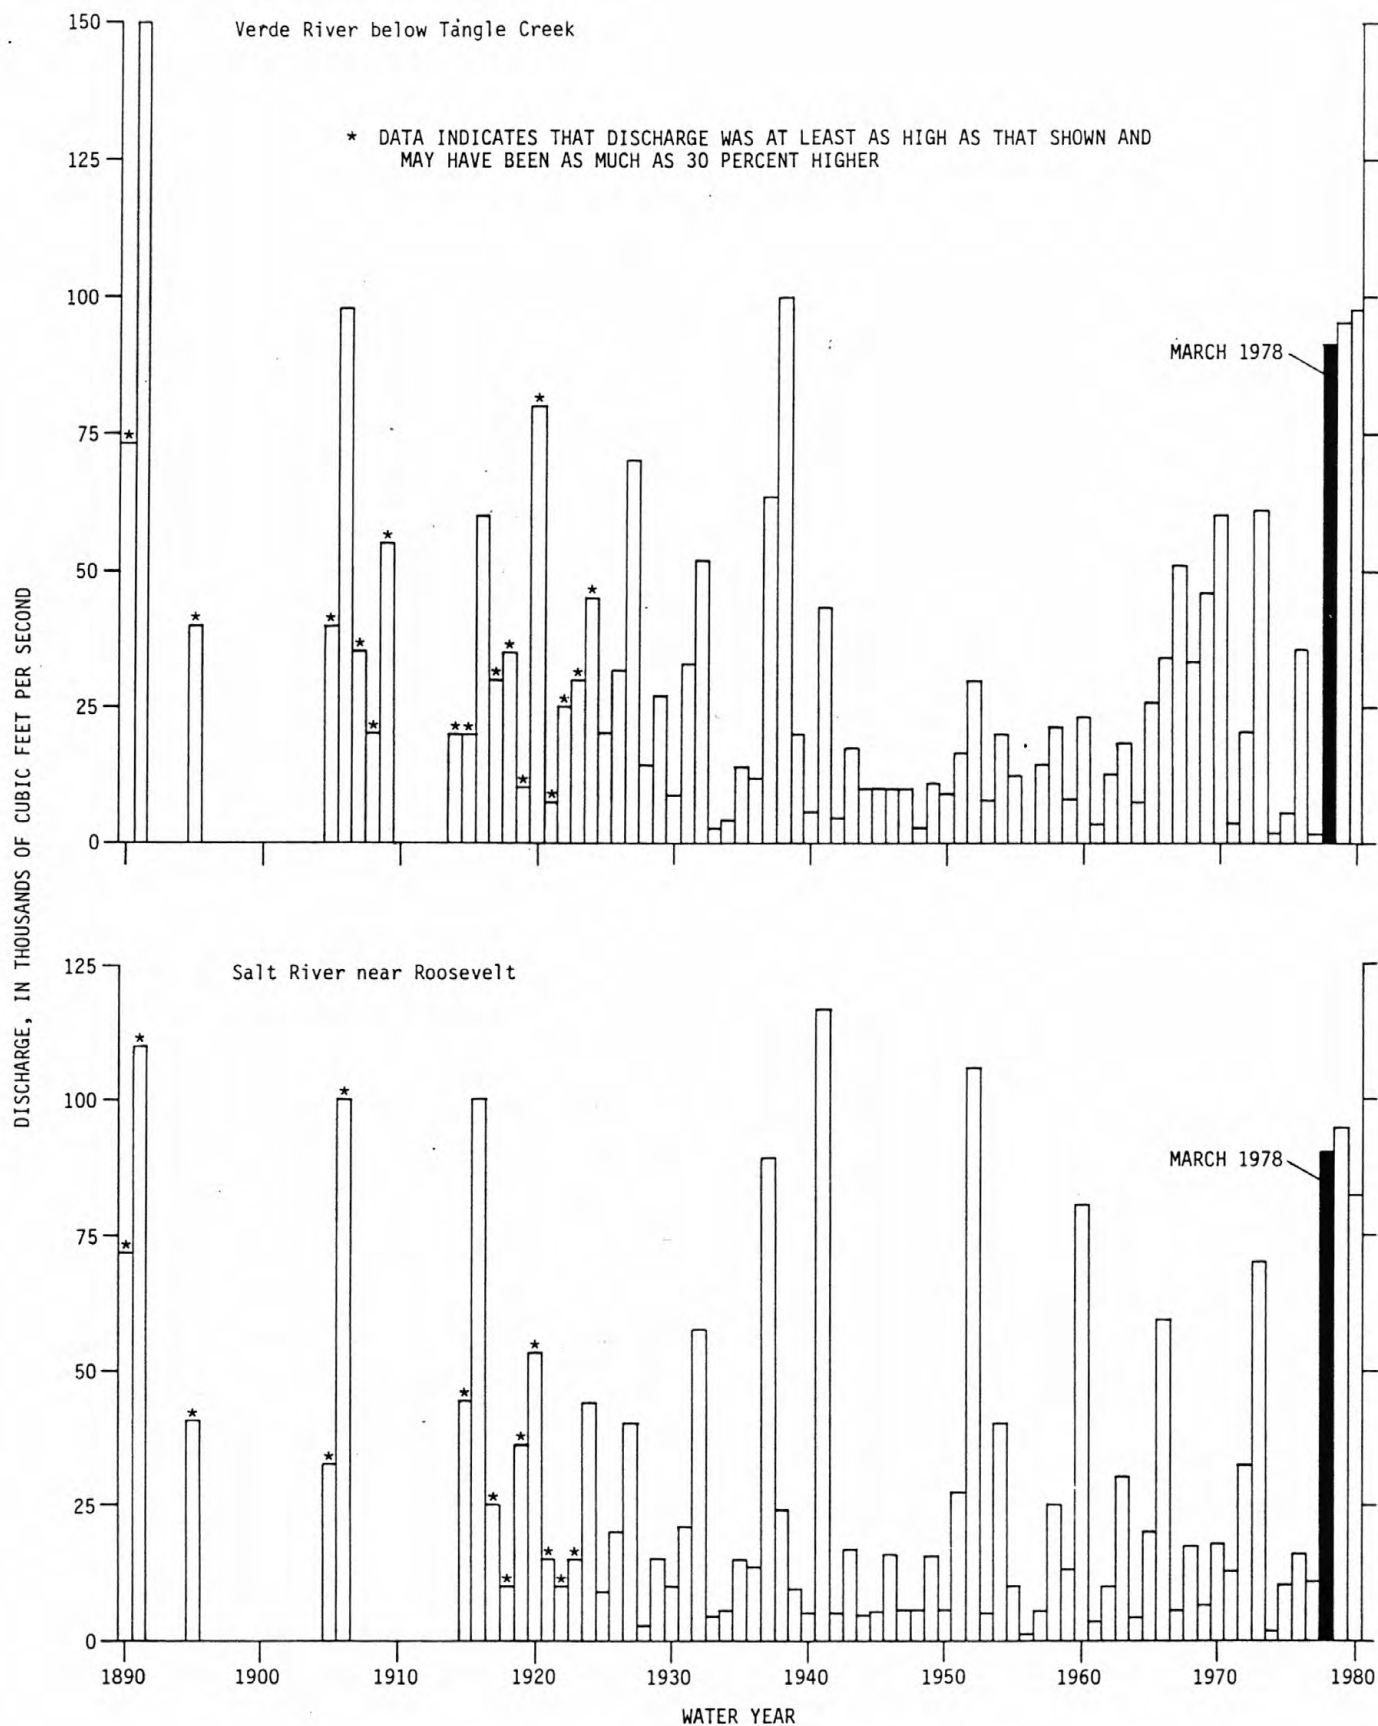 Verde River below Tangle Creek
* DATA INDICATES THAT DISCHARGE WAS AT LEAST AS HIGH AS THAT SHOWN AND
MAY HAVE BEEN AS MUCH AS 30 PERCENT HIGHER
150
125
100
75
50
25
0
MARCH 1978
DISCHARGE, IN THOUSANDS OF CUBIC FEET PER SECOND
Salt River near Roosevelt
125
100
75
50
25
0
MARCH 1978
1890 1900 1910 1920 1930 1940 1950 1960 1970 1980
WATER YEAR